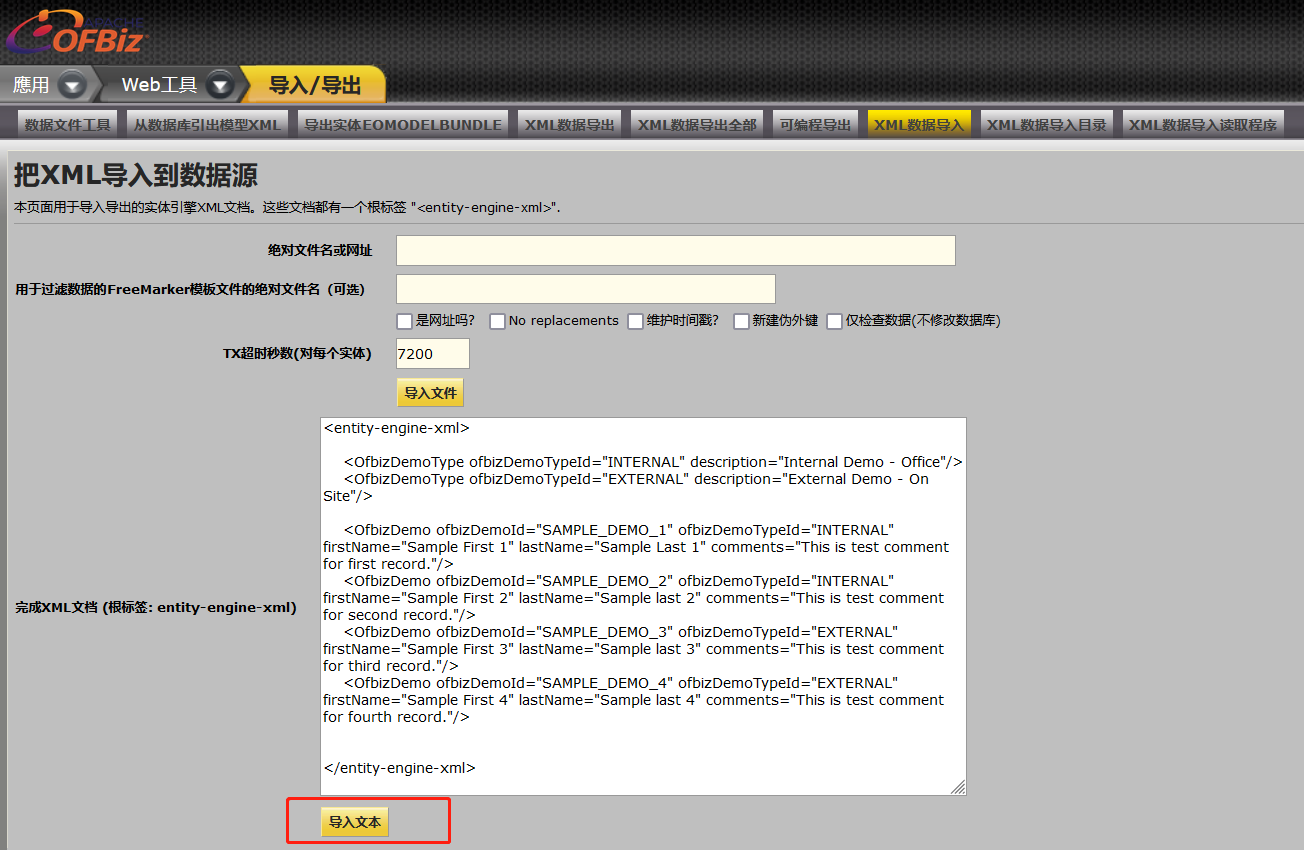 APACHE
OFBiz
應用
Web工具
导入/导出
数据文件工具
从数据库引出模型XML
导出实体EOMODELBUNDLE
XML数据导出
XML数据导出全部
可编程导出
XML数据导入
XML数据导入目录
XML数据导入读取程序
把XML导入到数据源
本页面用于导入导出的实体引擎XML文档。这些文档都有一个根标签 "<entity-engine-xml>".
绝对文件名或网址
用于过滤数据的FreeMarker模板文件的绝对文件名（可选）
是网址吗? No replacements 维护时间戳? 新建伪外键 仅检查数据(不修改数据库)
TX超时秒数(对每个实体) 7200
导入文件
<entity-engine-xml>
<OfbizDemoType ofbizDemoTypeId="INTERNAL" description="Internal Demo - Office"/>
<OfbizDemoType ofbizDemoTypeId="EXTERNAL" description="External Demo - On
Site"/>
<OfbizDemo ofbizDemoId="SAMPLE_DEMO_1" ofbizDemoTypeId="INTERNAL"
firstName="Sample First 1" lastName="Sample Last 1" comments="This is test comment
for first record."/>
<OfbizDemo ofbizDemoId="SAMPLE_DEMO_2" ofbizDemoTypeId="INTERNAL"
firstName="Sample First 2" lastName="Sample last 2" comments="This is test comment
for second record."/>
<OfbizDemo ofbizDemoId="SAMPLE_DEMO_3" ofbizDemoTypeId="EXTERNAL"
firstName="Sample First 3" lastName="Sample last 3" comments="This is test comment
for third record."/>
<OfbizDemo ofbizDemoId="SAMPLE_DEMO_4" ofbizDemoTypeId="EXTERNAL"
firstName="Sample First 4" lastName="Sample last 4" comments="This is test comment
for fourth record."/>
</entity-engine-xml>
完成XML文档 (根标签: entity-engine-xml)
导入文本